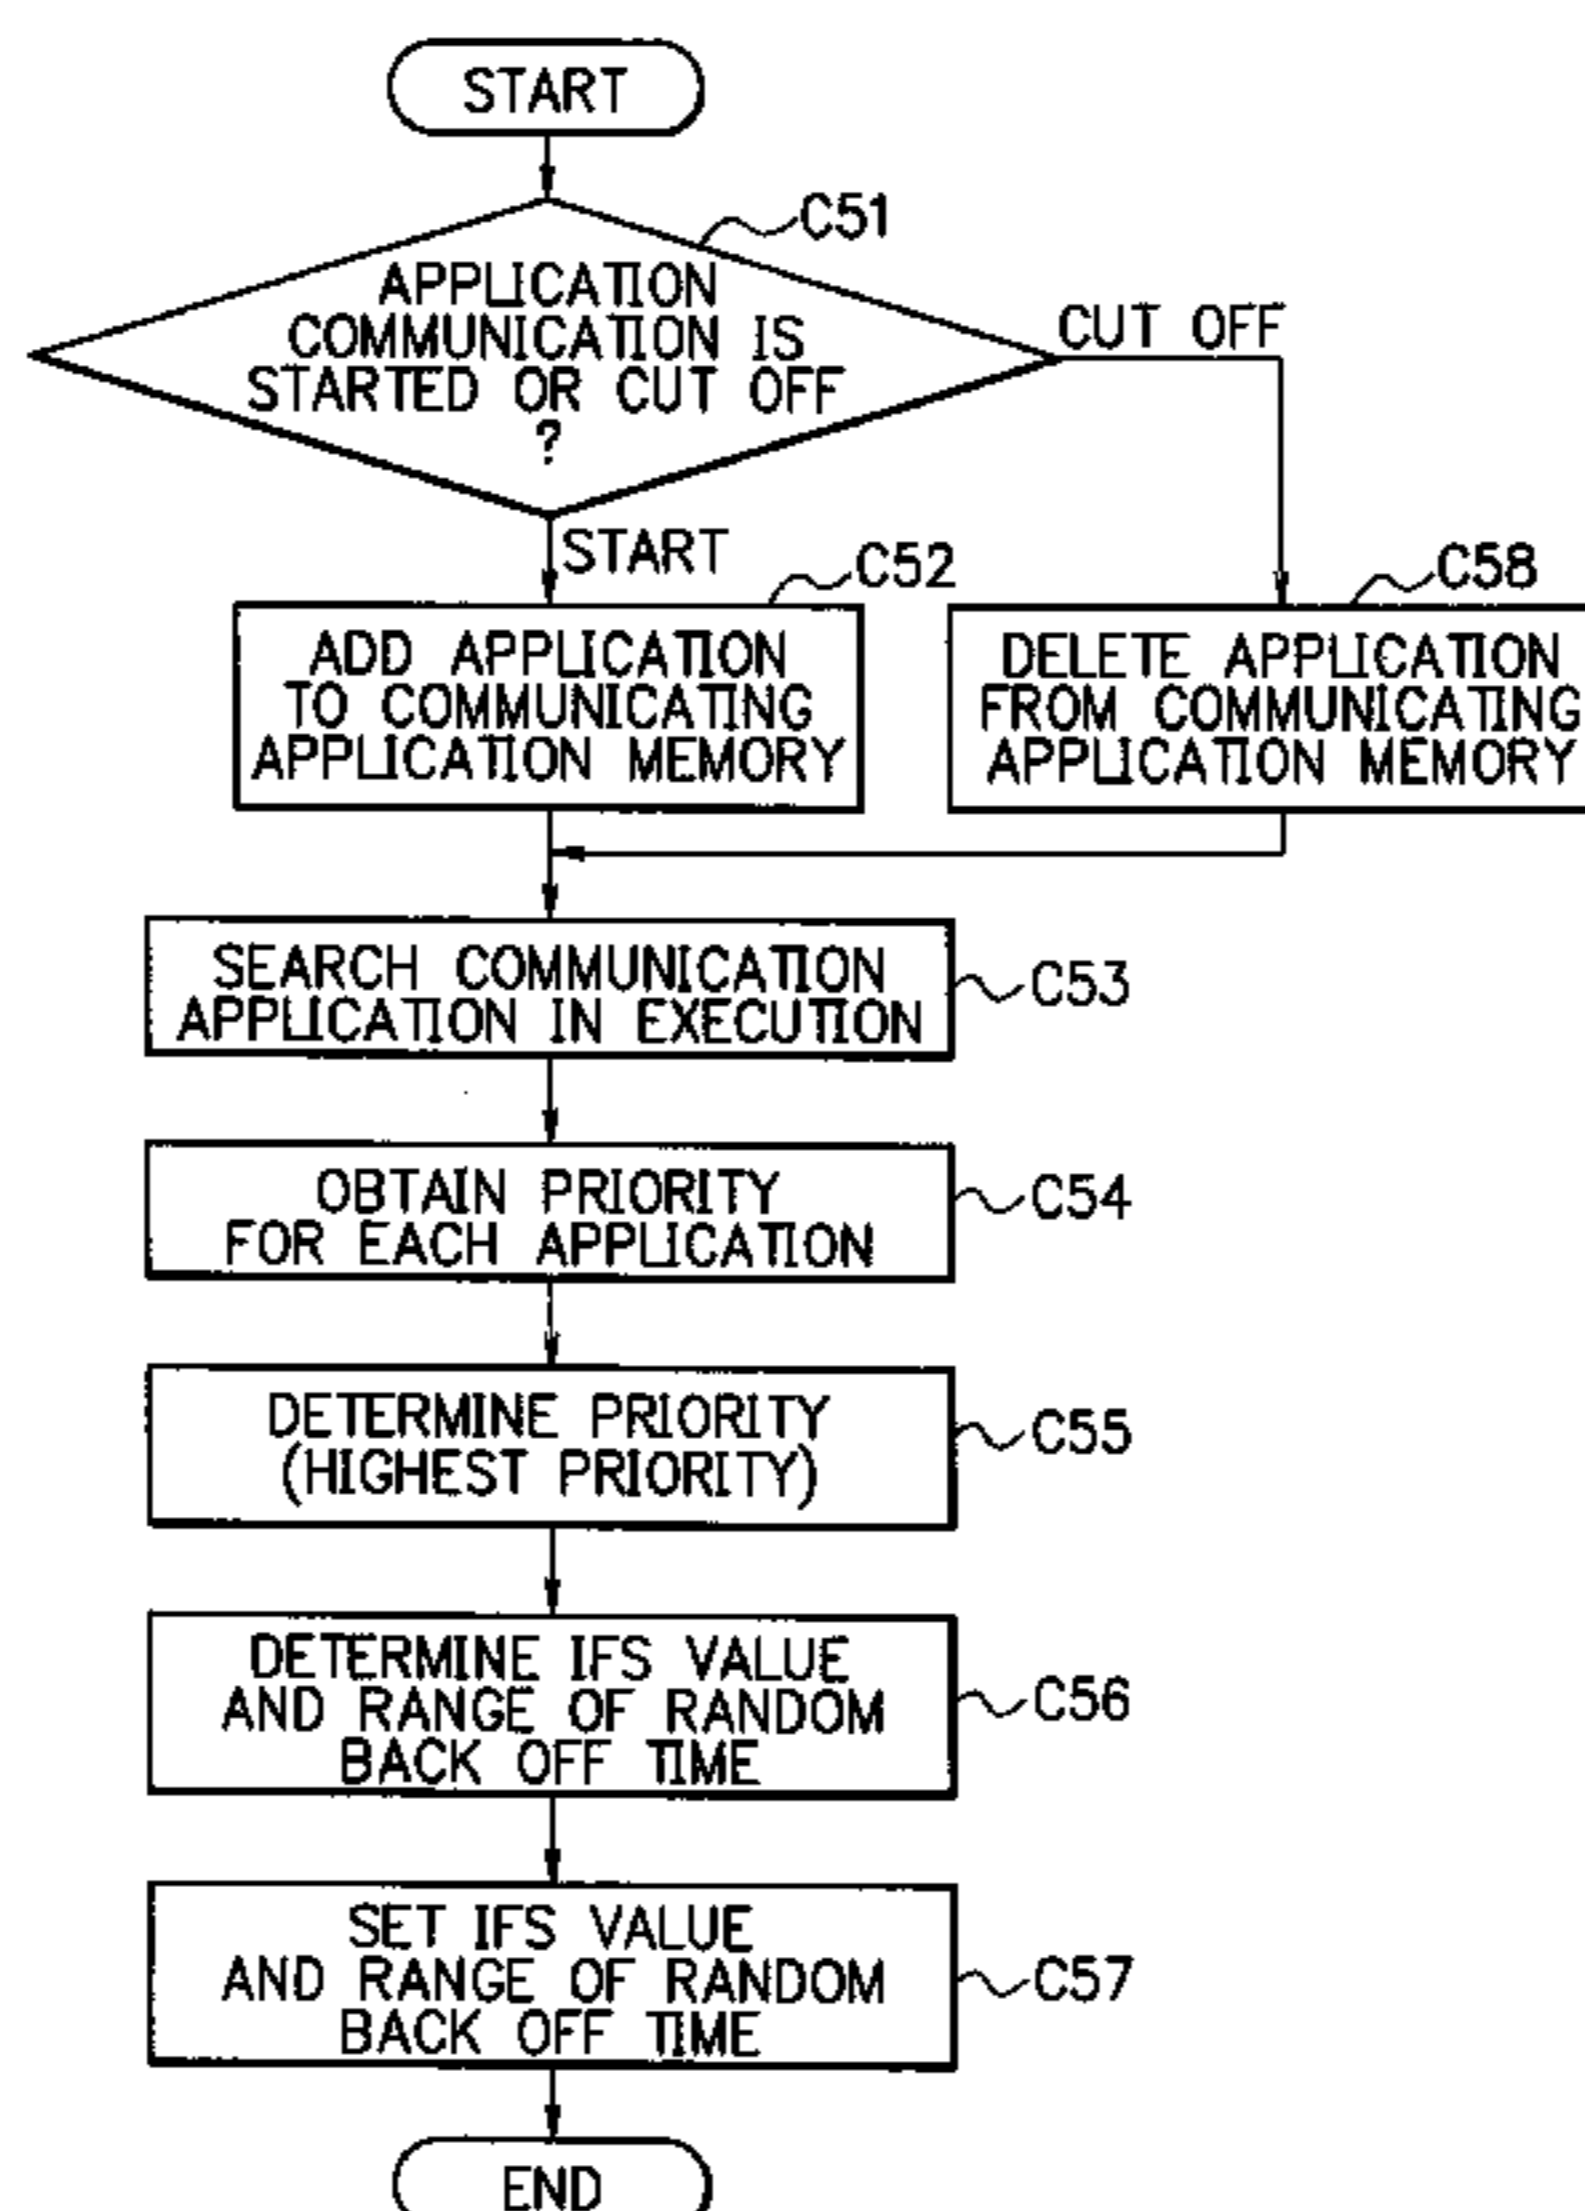 START
C51
APPLICATION
COMMUNICATION IS
STARTED OR CUT OFF
?
CUT OFF
START
C52
C58
ADD APPLICATION
TO COMMUNICATING
APPLICATION MEMORY
DELETE APPLICATION
FROM COMMUNICATING
APPLICATION MEMORY
SEARCH COMMUNICATION
APPLICATION IN EXECUTION
C53
OBTAIN PRIORITY
FOR EACH APPLICATION
C54
DETERMINE PRIORITY
(HIGHEST PRIORITY)
C55
DETERMINE IFS VALUE
AND RANGE OF RANDOM
BACK OFF TIME
C56
SET IFS VALUE
AND RANGE OF RANDOM
BACK OFF TIME
C57
END